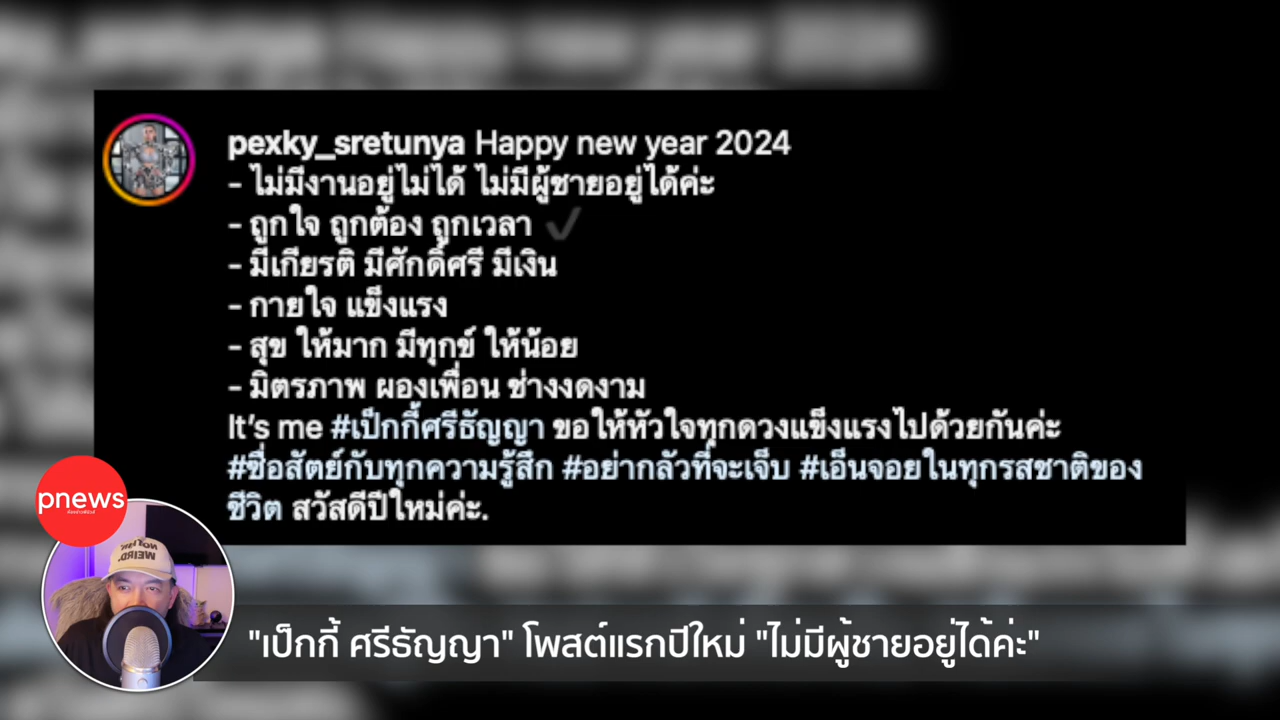 pexky_sretunya Happy new year 2024
- ไม่มีงานอยู่ไม่ได้ ไม่มีผู้ชายอยู่ได้ค่ะ
- ถูกใจ ถูกต้อง ถูกเวลา ✔
- มีเกียรติ มีศักดิ์ศรี มีเงิน
- กายใจ แข็งแรง
- สุข ให้มาก มีทุกข์ ให้น้อย
- มิตรภาพ ผองเพื่อน ช่างงดงาม
It's me #เป็กกี้ศรีธัญญา ขอให้หัวใจทุกดวงแข็งแรงไปด้วยกันค่ะ
#ซื่อสัตย์กับทุกความรู้สึก #อย่ากลัวที่จะเจ็บ #เอ็นจอยในทุกรสชาติของ
ชีวิต สวัสดีปีใหม่ค่ะ.
pnews
NOTHIN'
WEIRD.
"เป็กกี้ ศรีธัญญา" โพสต์แรกปีใหม่ "ไม่มีผู้ชายอยู่ได้ค่ะ"